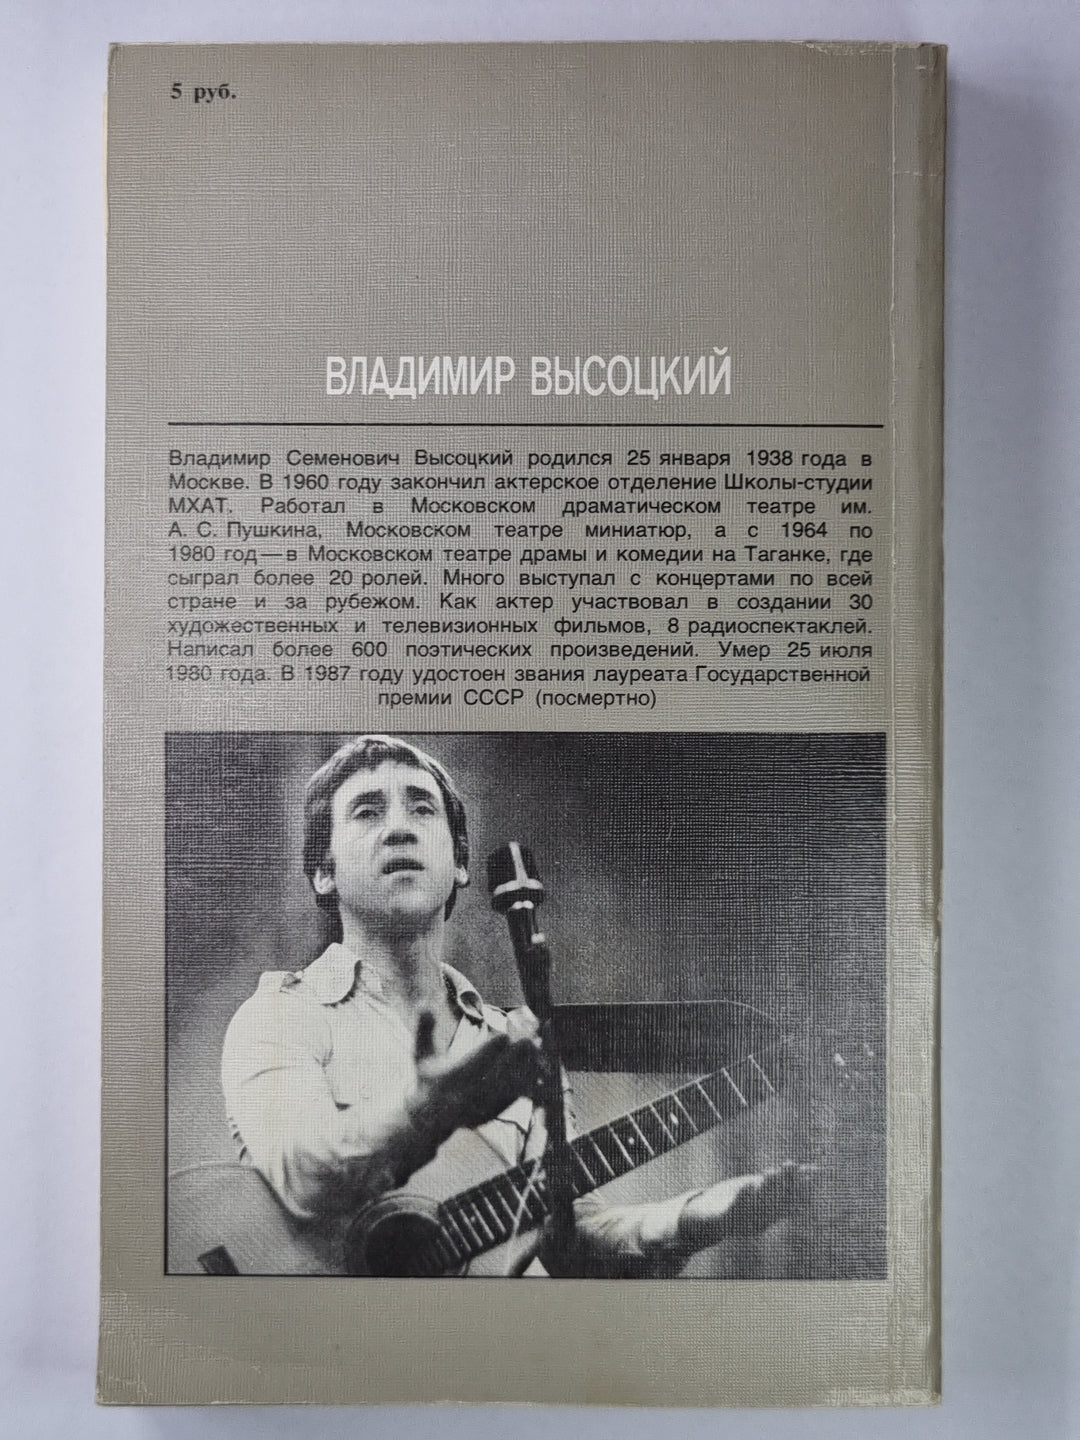 5 руб.
ВЛАДИМИР ВЫСОЦКИЙ
Владимир Семенович Высоцкий родился 25 января 1938 года в
Москве. В 1960 году закончил актерское отделение Школы-студии
МХАТ. Работал в Московском драматическом театре им.
А. С. Пушкина, Московском театре миниатюр, а с 1964 по
1980 год — в Московском театре драмы и комедии на Таганке, где
сыграл более 20 ролей. Много выступал с концертами по всей
стране и за рубежом. Как актер участвовал в создании 30
художественных и телевизионных фильмов, 8 радиоспектаклей.
Написал более 600 поэтических произведений. Умер 25 июля
1980 года. В 1987 году удостоен звания лауреата Государственной
премии СССР (посмертно)